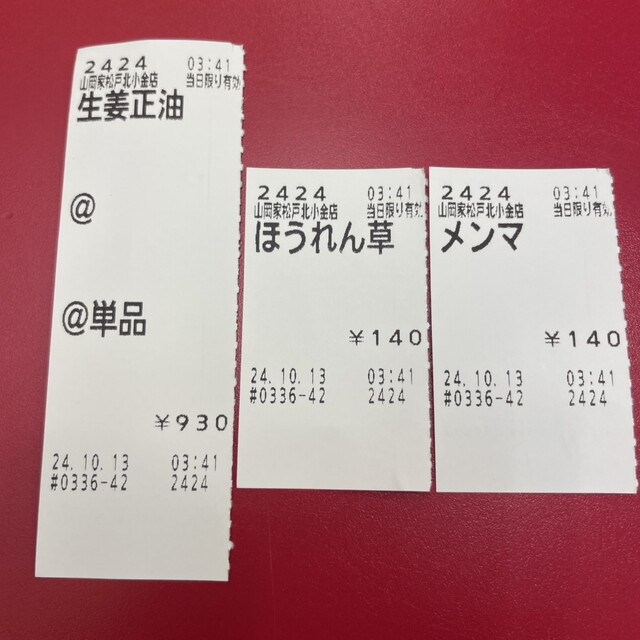 2424 03:41
山岡家松戸北小金店 当日限り有効
生姜正油
@
@単品
¥930
24.10.13 03:41
#0336-42 2424
2424 03:41
山岡家松戸北小金店 当日限り有効
ほうれん草
¥140
24.10.13 03:41
#0336-42 2424
2424 03:41
山岡家松戸北小金店 当日限り有効
メンマ
¥140
24.10.13 03:41
#0336-42 2424